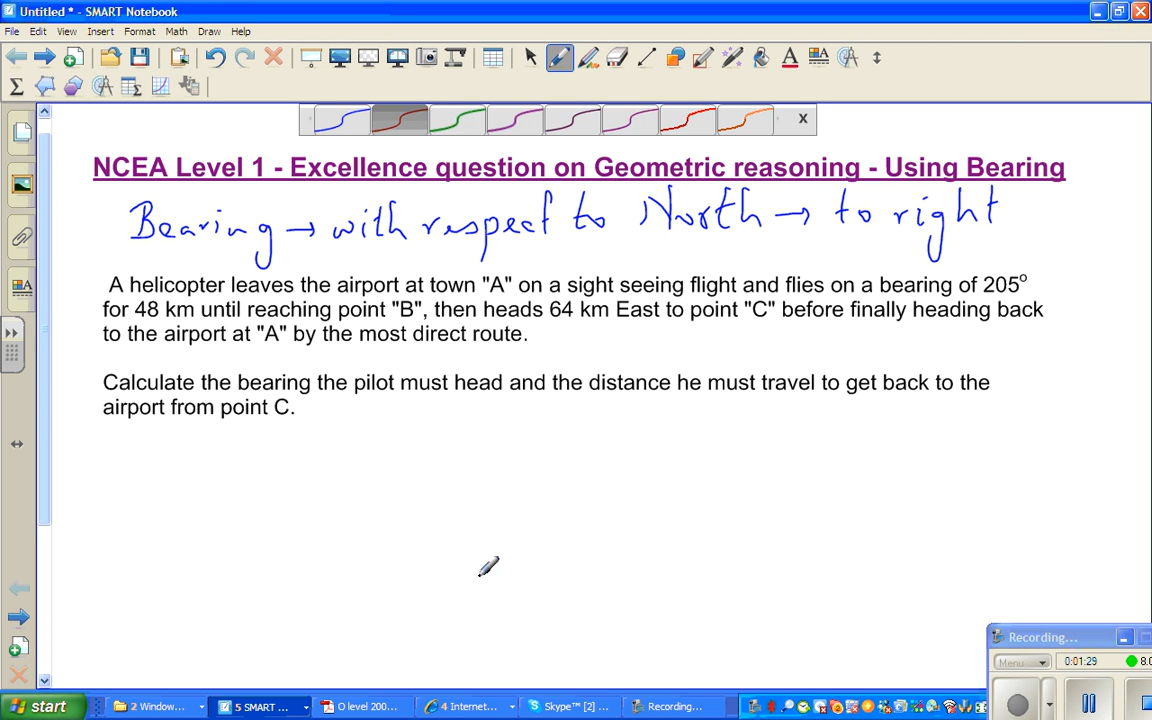 Untitled * - SMART Notebook
File Edit View Insert Format Math Draw Help
x
NCEA Level 1 - Excellence question on Geometric reasoning - Using Bearing
Bearing → with respect to North → to right
A helicopter leaves the airport at town "A" on a sight seeing flight and flies on a bearing of 205°
for 48 km until reaching point "B", then heads 64 km East to point "C" before finally heading back
to the airport at "A" by the most direct route.
Calculate the bearing the pilot must head and the distance he must travel to get back to the
airport from point C.
Recording...
Menu 0:01:29 8.0
start 2 Window... 5 SMART ... O level 200... 4 Internet... Skype™ [2] ... Recording...